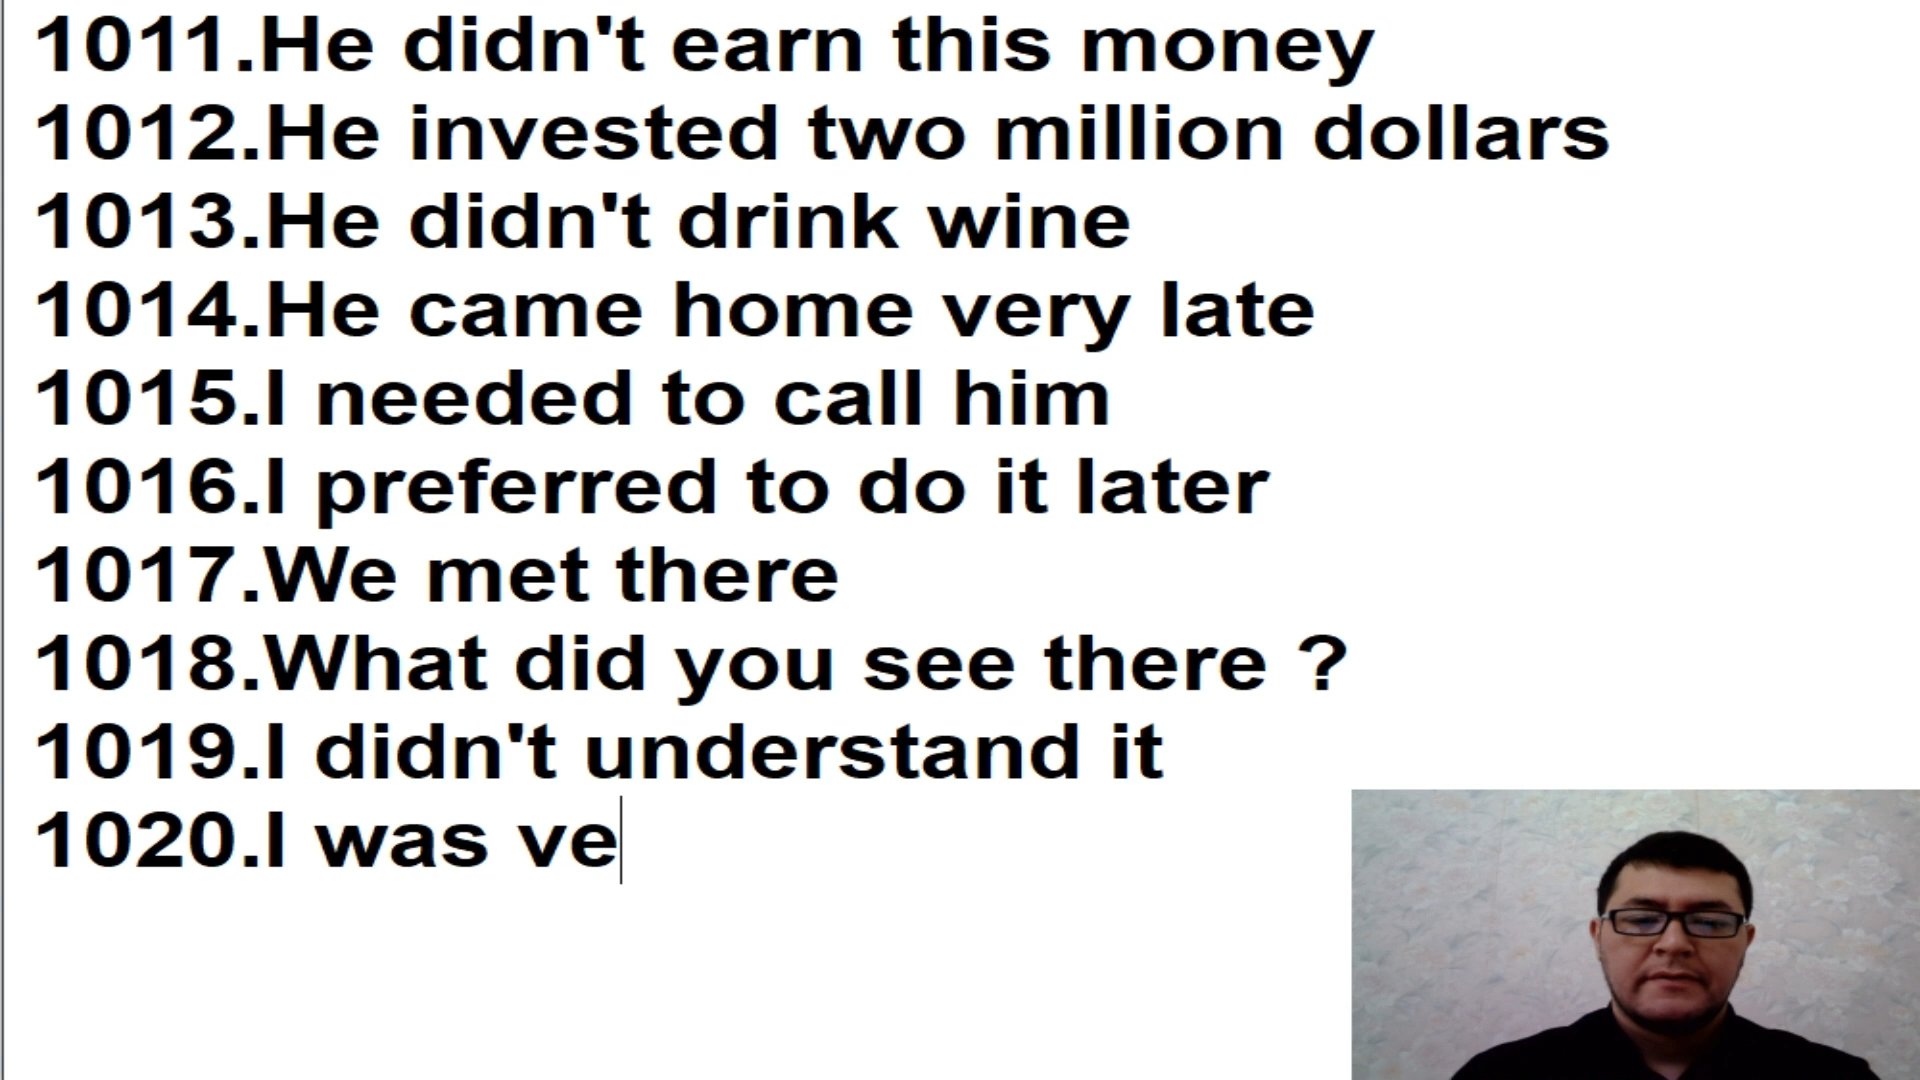 1011.He didn't earn this money
1012.He invested two million dollars
1013.He didn't drink wine
1014.He came home very late
1015.I needed to call him
1016.I preferred to do it later
1017.We met there
1018.What did you see there ?
1019.I didn't understand it
1020.I was ve